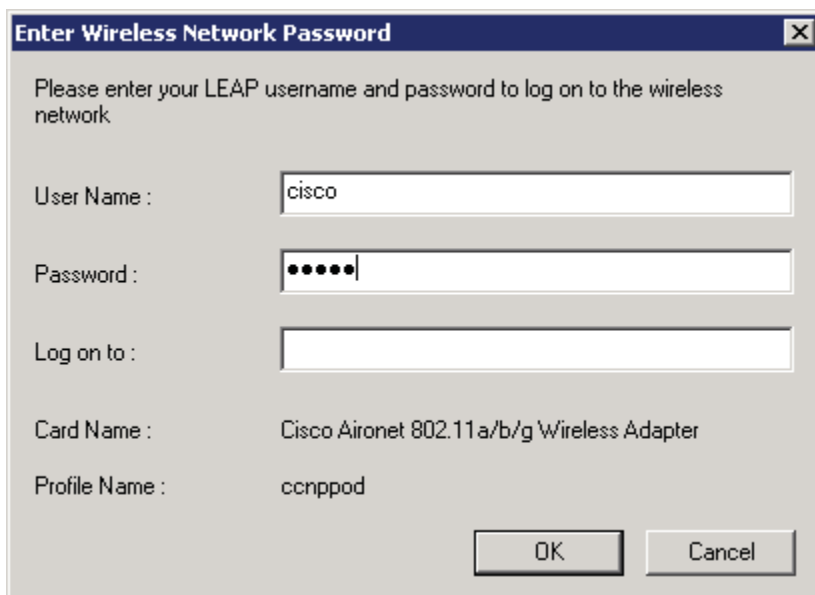 Enter Wireless Network Password
Please enter your LEAP username and password to log on to the wireless
network
User Name :
cisco
Password :
●●●●●
Log on to :
Card Name :
Cisco Aironet 802.11a/b/g Wireless Adapter
Profile Name :
ccnppod
OK
Cancel